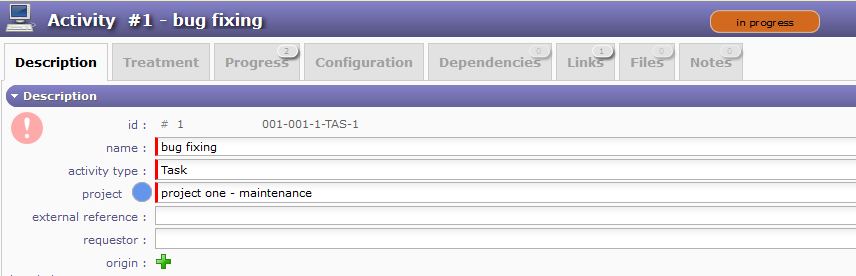 Activity #1 - bug fixing
in progress
Description Treatment Progress 2 Configuration Dependencies 0 Links 1 Files 0 Notes 0
Description
id : # 1 001-001-1-TAS-1
name : bug fixing
activity type : Task
project project one - maintenance
external reference :
requestor :
origin :